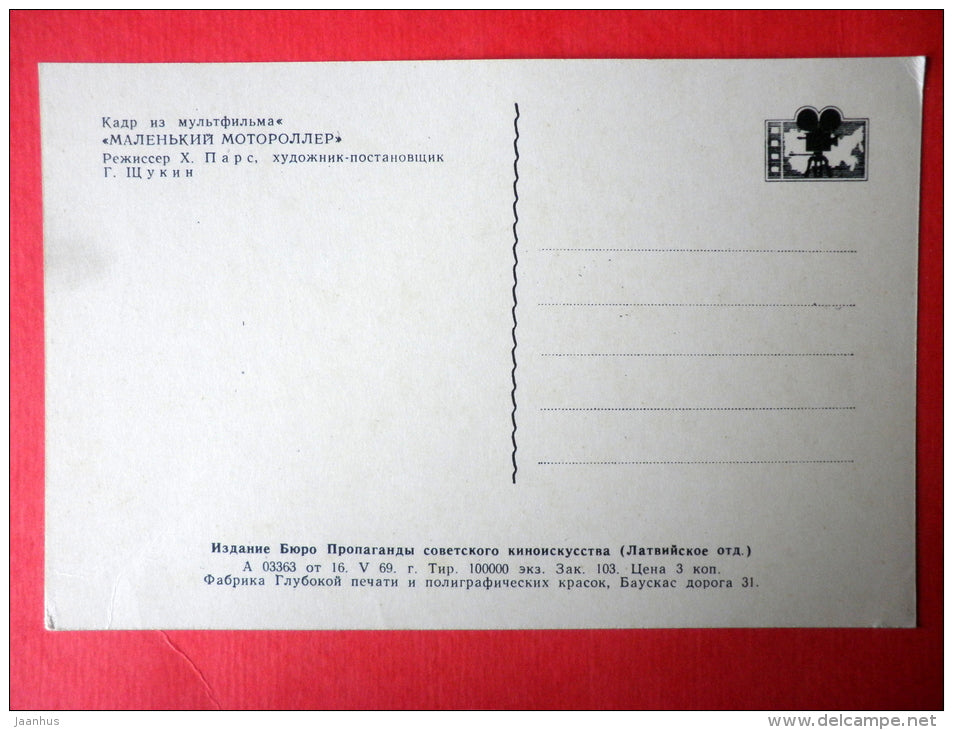 Кадр из мультфильма«
«МАЛЕНЬКИЙ МОТОРОЛЛЕР»
Режиссер Х. Парс, художник-постановщик
Г. ЩУКИН
Издание Бюро Пропаганды советского киноискусства (Латвийское отд.)
А 03363 от 16. V 69. г. Тир. 100000 экз. Зак. 103. Цена 3 коп.
Фабрика Глубокой печати и полиграфических красок, Баускас дорога 31.
Jaanhus
www.delcampe.net